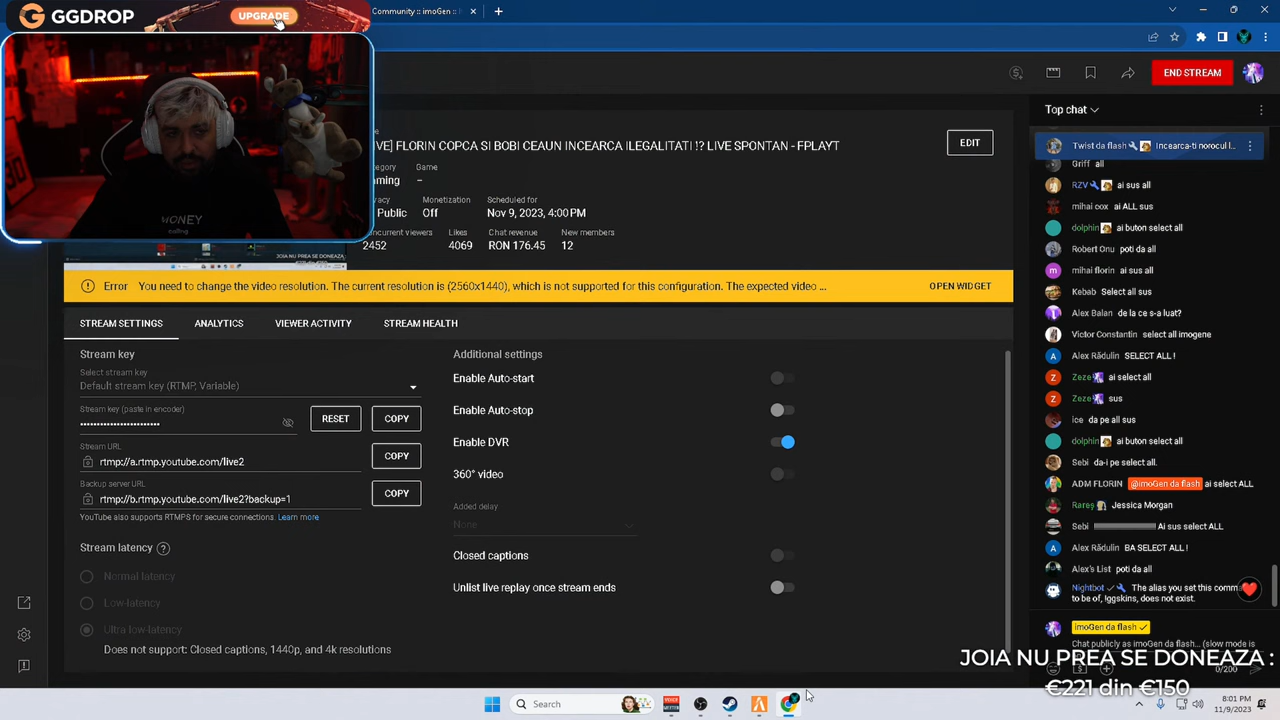 GGDROP
UPGRADE
Community :: imoGen ::
END STREAM
Top chat
LIVE] FLORIN COPCA SI BOBI CEAUN INCEARCA ILEGALITATI !? LIVE SPONTAN - FPLAYT
EDIT
Game
–
Public
Monetization
Off
Scheduled for
Nov 9, 2023, 4:00 PM
2452
Likes
4069
Chat revenue
RON 176.45
New members
12
MONEY
calling
JOIA NU PREA SE DONEAZA
Error You need to change the video resolution. The current resolution is (2560x1440), which is not supported for this configuration. The expected video ...
OPEN WIDGET
STREAM SETTINGS
ANALYTICS
VIEWER ACTIVITY
STREAM HEALTH
Stream key
Select stream key
Default stream key (RTMP, Variable)
Stream key (paste in encoder)
RESET
COPY
Stream URL
rtmp://a.rtmp.youtube.com/live2
COPY
Backup server URL
rtmp://b.rtmp.youtube.com/live2?backup=1
COPY
YouTube also supports RTMPS for secure connections. Learn more
Stream latency ?
Normal latency
Low-latency
Ultra low-latency
Does not support: Closed captions, 1440p, and 4k resolutions
Additional settings
Enable Auto-start
Enable Auto-stop
Enable DVR
360° video
Added delay
None
Closed captions
Unlist live replay once stream ends
Twist da flash Incearca-ti norocul l...
Griff all
RZV ai sus all
mihai oox ai ALL sus
dolphin ai buton select all
Robert Onu poti da all
mihai florin ai sus all
Kebab Select all sus
Alex Balan de la ce s-a luat?
Victor Constantin select all imogene
Alex Rădulin SELECT ALL !
Zeze ai select all
Zeze sus
ice da pe all sus
dolphin ai buton select all
Sebi da-i pe select all.
ADM FLORIN @imoGen da flash ai select ALL
Rareș Jessica Morgan
Sebi Ai sus select ALL
Alex Rădulin BA SELECT ALL !
Alex's List poti da all
Nightbot The alias you set this comm
to be of, !ggskins, does not exist.
imoGen da flash
Chat publicly as imoGen da flash... (slow mode is
0/200
JOIA NU PREA SE DONEAZA :
€221 din €150
Search
8:01 PM
11/9/2023